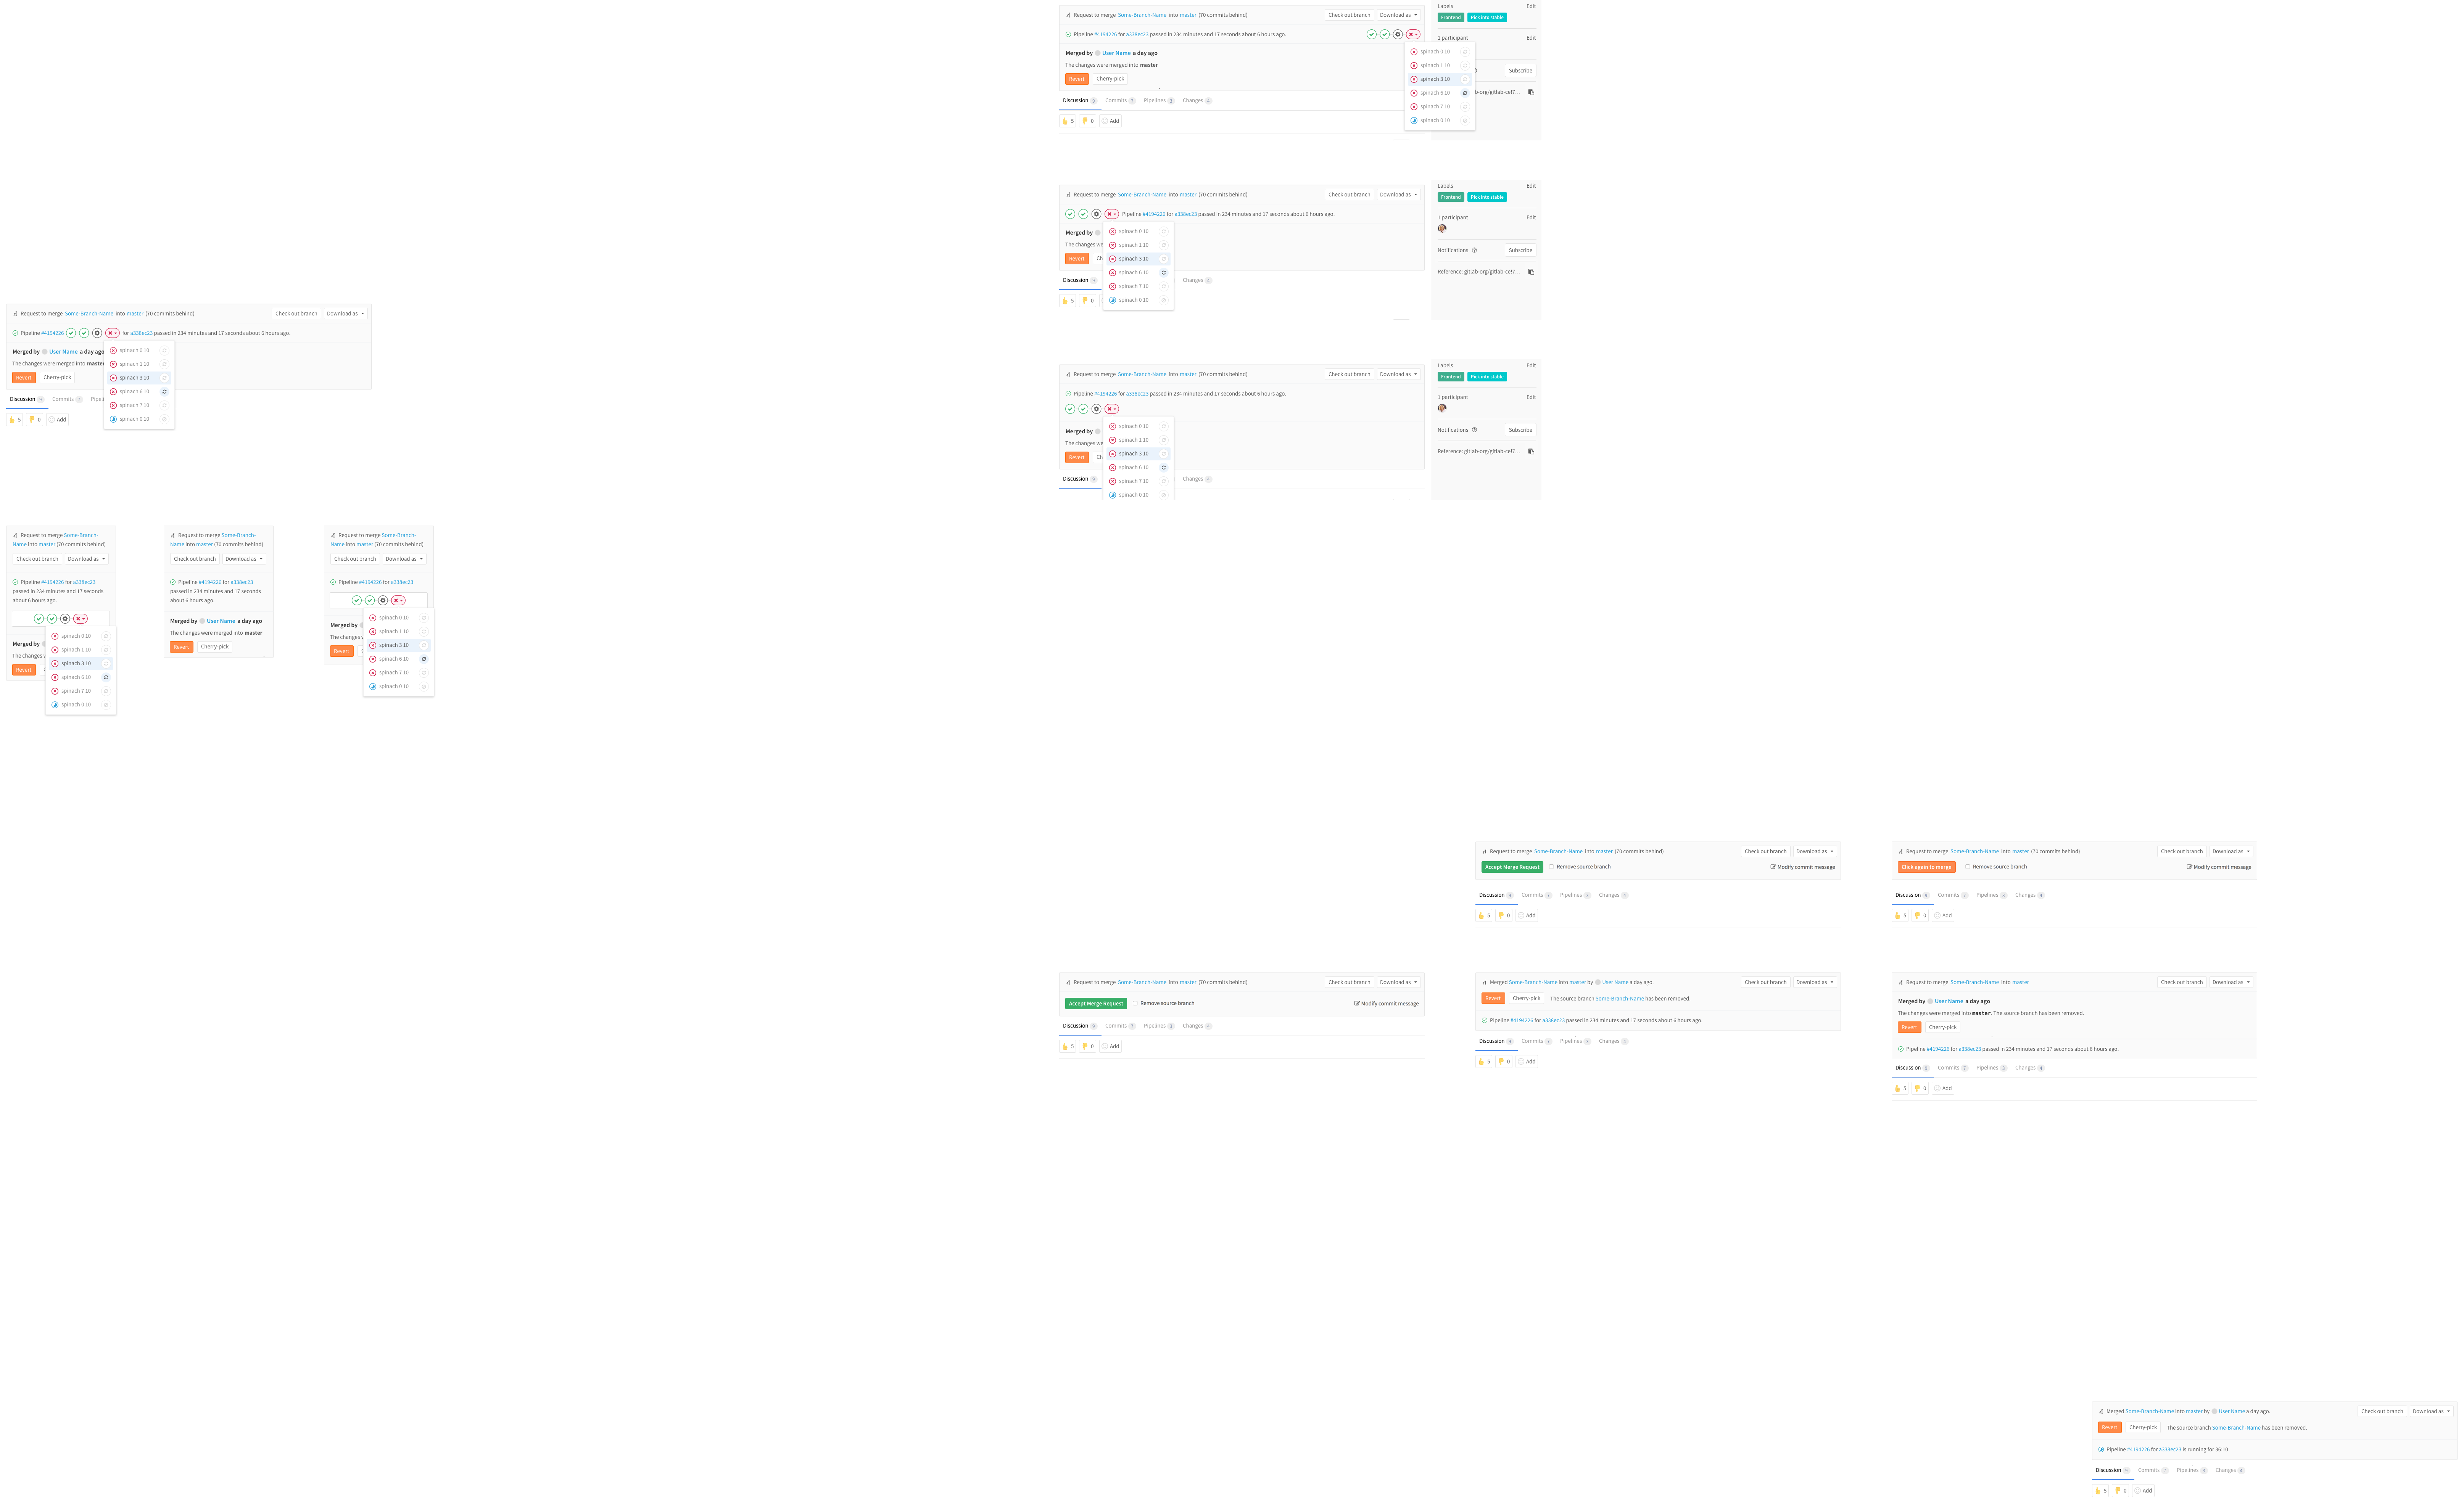 Request to merge Some-Branch-Name into master (70 commits behind) Check out branch Download as
Pipeline #4194226 for a338ec23 passed in 234 minutes and 17 seconds about 6 hours ago.
Merged by User Name a day ago
The changes were merged into master
Revert Cherry-pick
Discussion Commits 7 Pipelines 3 Changes 4
5 0 Add
spinach 0 10
spinach 1 10
spinach 3 10
spinach 6 10
spinach 7 10
spinach 0 10
Labels Edit
Frontend Pick into stable
1 participant Edit
Subscribe
b-org/gitlab-ce!7...
Request to merge Some-Branch-Name into master (70 commits behind) Check out branch Download as
Pipeline #4194226 for a338ec23 passed in 234 minutes and 17 seconds about 6 hours ago.
Merged by
The changes we
Revert Ch
Discussion Changes 4
5 0
spinach 0 10
spinach 1 10
spinach 3 10
spinach 6 10
spinach 7 10
spinach 0 10
Labels Edit
Frontend Pick into stable
1 participant Edit
Notifications Subscribe
Reference: gitlab-org/gitlab-ce!7...
Request to merge Some-Branch-Name into master (70 commits behind) Check out branch Download as
Pipeline #4194226 for a338ec23 passed in 234 minutes and 17 seconds about 6 hours ago.
Merged by User Name a day ago
The changes were merged into master
Revert Cherry-pick
Discussion Commits 7 Pipeli
5 0 Add
spinach 0 10
spinach 1 10
spinach 3 10
spinach 6 10
spinach 7 10
spinach 0 10
Request to merge Some-Branch-Name into master (70 commits behind) Check out branch Download as
Pipeline #4194226 for a338ec23 passed in 234 minutes and 17 seconds about 6 hours ago.
Merged by
The changes we
Revert Ch
Discussion Changes 4
spinach 0 10
spinach 1 10
spinach 3 10
spinach 6 10
spinach 7 10
spinach 0 10
Labels Edit
Frontend Pick into stable
1 participant Edit
Notifications Subscribe
Reference: gitlab-org/gitlab-ce!7...
Request to merge Some-Branch-
Name into master (70 commits behind)
Check out branch Download as
Pipeline #4194226 for a338ec23
passed in 234 minutes and 17 seconds
about 6 hours ago.
Merged by
The changes w
Revert
spinach 0 10
spinach 1 10
spinach 3 10
spinach 6 10
spinach 7 10
spinach 0 10
Request to merge Some-Branch-
Name into master (70 commits behind)
Check out branch Download as
Pipeline #4194226 for a338ec23
passed in 234 minutes and 17 seconds
about 6 hours ago.
Merged by User Name a day ago
The changes were merged into master
Revert Cherry-pick
Request to merge Some-Branch-
Name into master (70 commits behind)
Check out branch Download as
Pipeline #4194226 for a338ec23
Merged by
The changes w
Revert
spinach 0 10
spinach 1 10
spinach 3 10
spinach 6 10
spinach 7 10
spinach 0 10
Request to merge Some-Branch-Name into master (70 commits behind) Check out branch Download as
Accept Merge Request Remove source branch Modify commit message
Discussion Commits 7 Pipelines 3 Changes 4
5 0 Add
Request to merge Some-Branch-Name into master (70 commits behind) Check out branch Download as
Click again to merge Remove source branch Modify commit message
Discussion Commits 7 Pipelines 3 Changes 4
5 0 Add
Request to merge Some-Branch-Name into master (70 commits behind) Check out branch Download as
Accept Merge Request Remove source branch Modify commit message
Discussion Commits 7 Pipelines 3 Changes 4
5 0 Add
Merged Some-Branch-Name into master by User Name a day ago. Check out branch Download as
Revert Cherry-pick The source branch Some-Branch-Name has been removed.
Pipeline #4194226 for a338ec23 passed in 234 minutes and 17 seconds about 6 hours ago.
Discussion Commits 7 Pipelines 3 Changes 4
5 0 Add
Request to merge Some-Branch-Name into master Check out branch Download as
Merged by User Name a day ago
The changes were merged into master. The source branch has been removed.
Revert Cherry-pick
Pipeline #4194226 for a338ec23 passed in 234 minutes and 17 seconds about 6 hours ago.
Discussion Commits 7 Pipelines 3 Changes 4
5 0 Add
Merged Some-Branch-Name into master by User Name a day ago. Check out branch Download as
Revert Cherry-pick The source branch Some-Branch-Name has been removed.
Pipeline #4194226 for a338ec23 is running for 36:10
Discussion Commits 7 Pipelines 3 Changes 4
5 0 Add